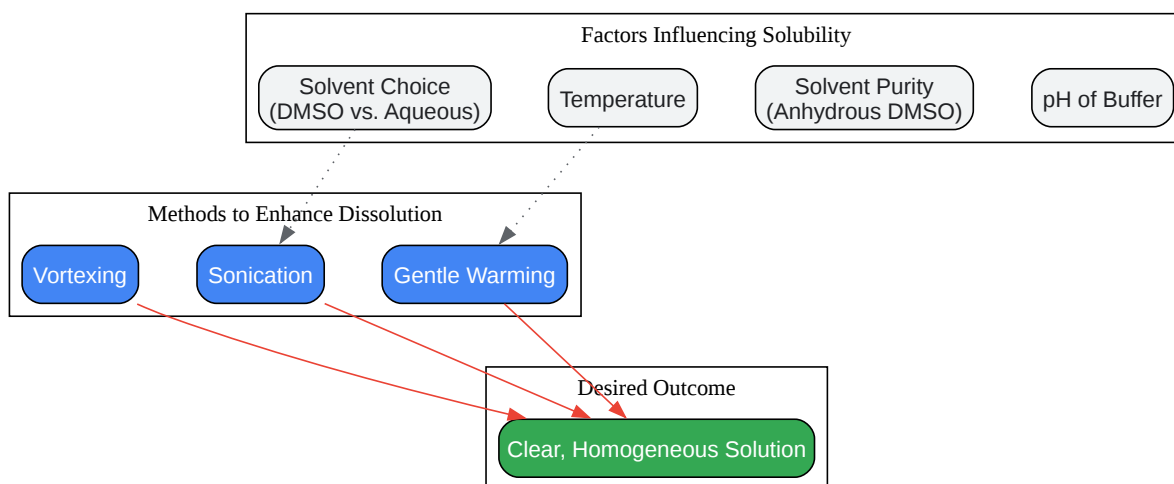 Factors Influencing Solubility
Solvent Choice
(DMSO vs. Aqueous)
Temperature
Solvent Purity
(Anhydrous DMSO)
pH of Buffer
Methods to Enhance Dissolution
Vortexing
Sonication
Gentle Warming
Desired Outcome
Clear, Homogeneous Solution